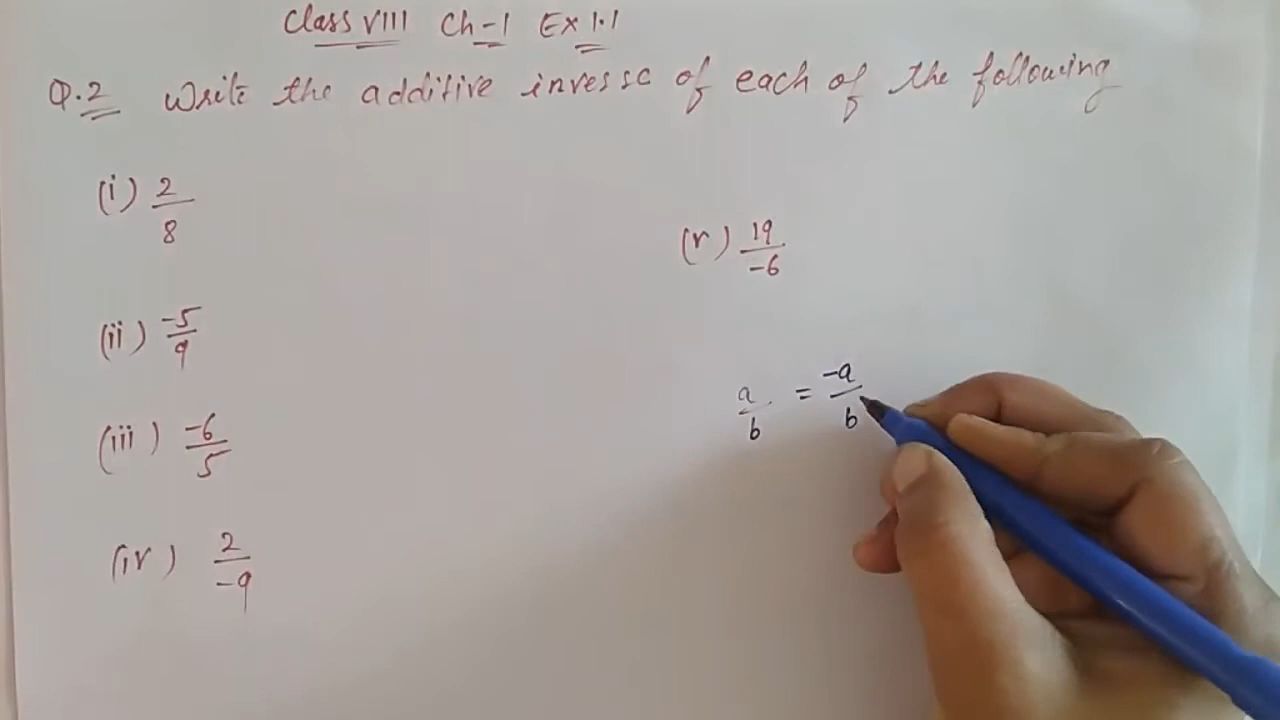 Class VIII Ch-1 Ex 1.1
Q.2 Write the additive inverse of each of the following
(i) 2/8
(ii) -5/9
(iii) -6/5
(iv) 2/-9
(v) 19/-6
a/b = -a/b